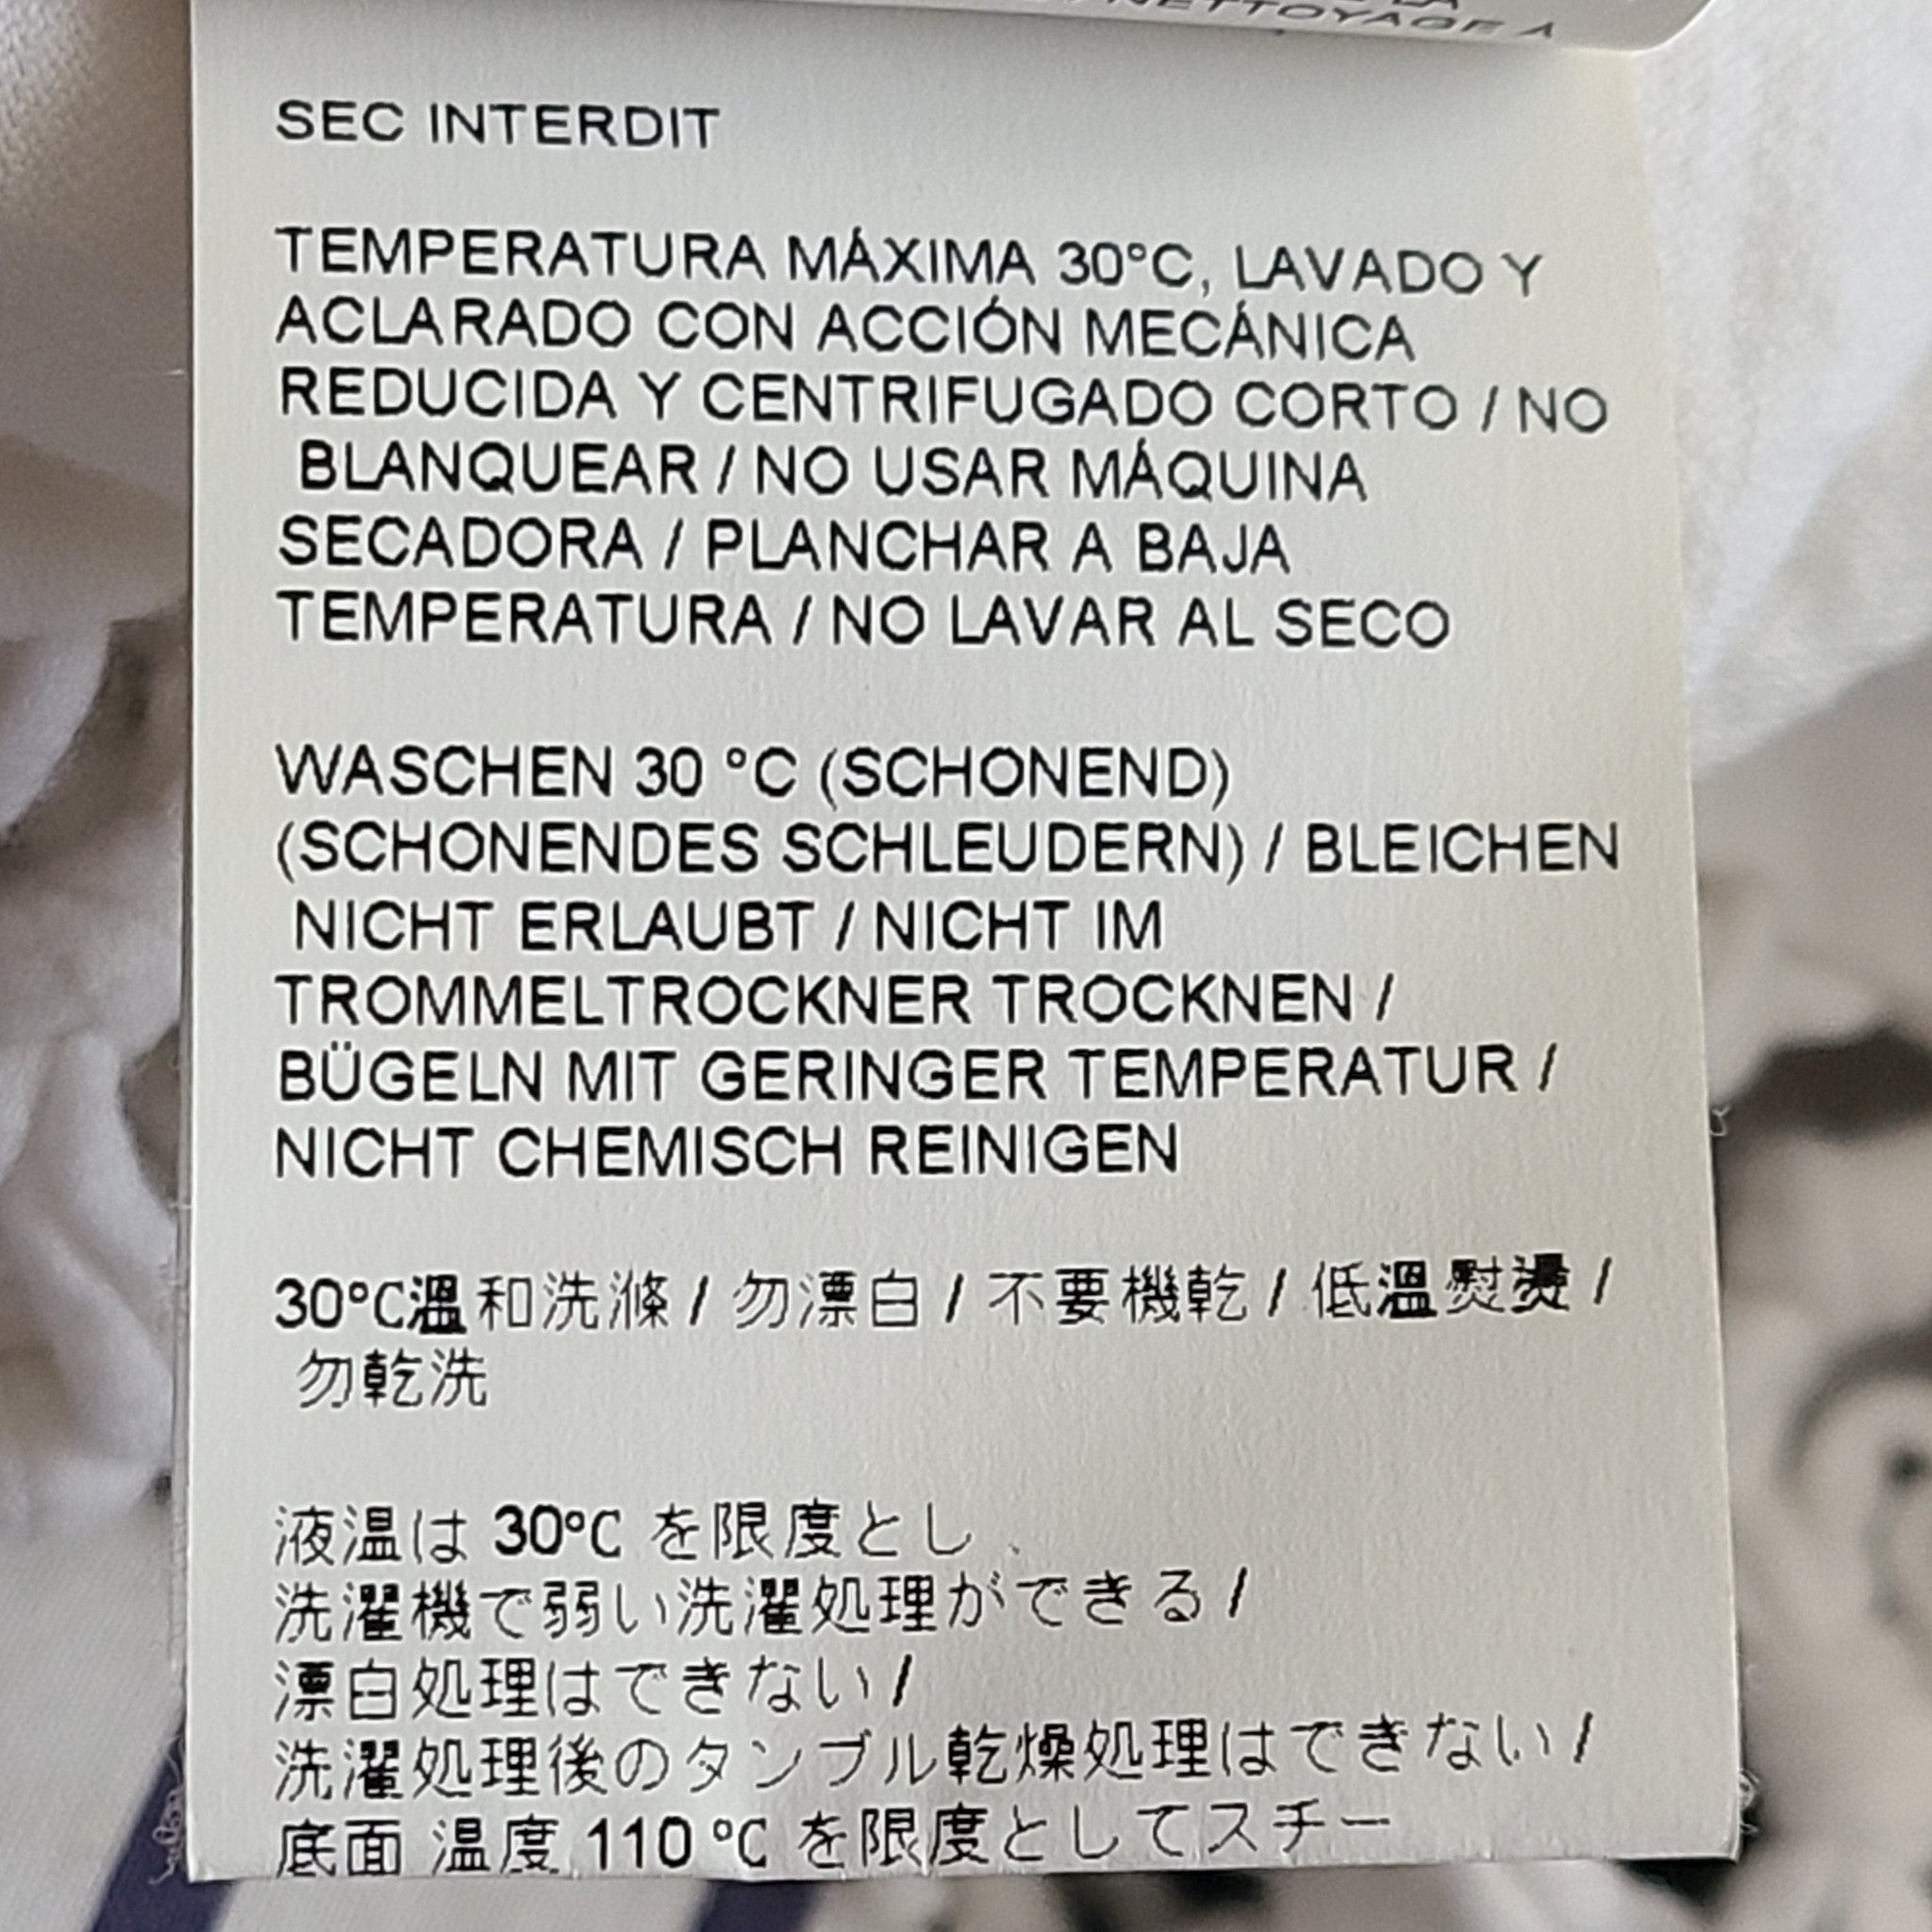 NETTOYAGE À
SEC INTERDIT
TEMPERATURA MÁXIMA 30°C, LAVADO Y
ACLARADO CON ACCIÓN MECÁNICA
REDUCIDA Y CENTRIFUGADO CORTO / NO
BLANQUEAR / NO USAR MÁQUINA
SECADORA / PLANCHAR A BAJA
TEMPERATURA / NO LAVAR AL SECO
WASCHEN 30 °C (SCHONEND)
(SCHONENDES SCHLEUDERN) / BLEICHEN
NICHT ERLAUBT / NICHT IM
TROMMELTROCKNER TROCKNEN /
BÜGELN MIT GERINGER TEMPERATUR /
NICHT CHEMISCH REINIGEN
30°C溫和洗滌 / 勿漂白 / 不要機乾 / 低溫熨燙 /
勿乾洗
液温は 30℃ を限度とし、
洗濯機で弱い洗濯処理ができる /
漂白処理はできない /
洗濯処理後のタンブル乾燥処理はできない /
底面 温度 110 ℃ を限度としてスチー